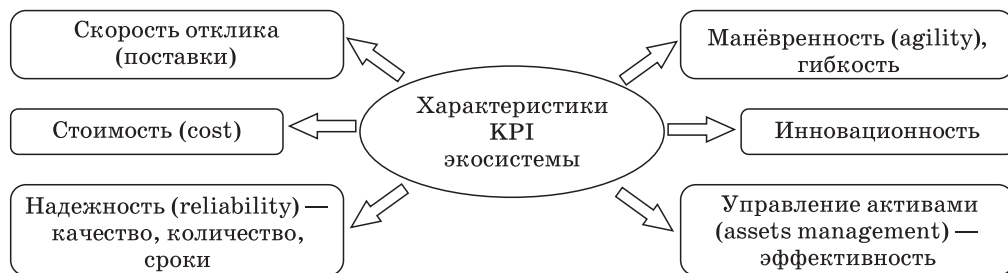 Скорость отклика
(поставки)
Стоимость (cost)
Надежность (reliability) —
качество, количество,
сроки
Характеристики
KPI
экосистемы
Манёвренность (agility),
гибкость
Инновационность
Управление активами
(assets management) —
эффективность